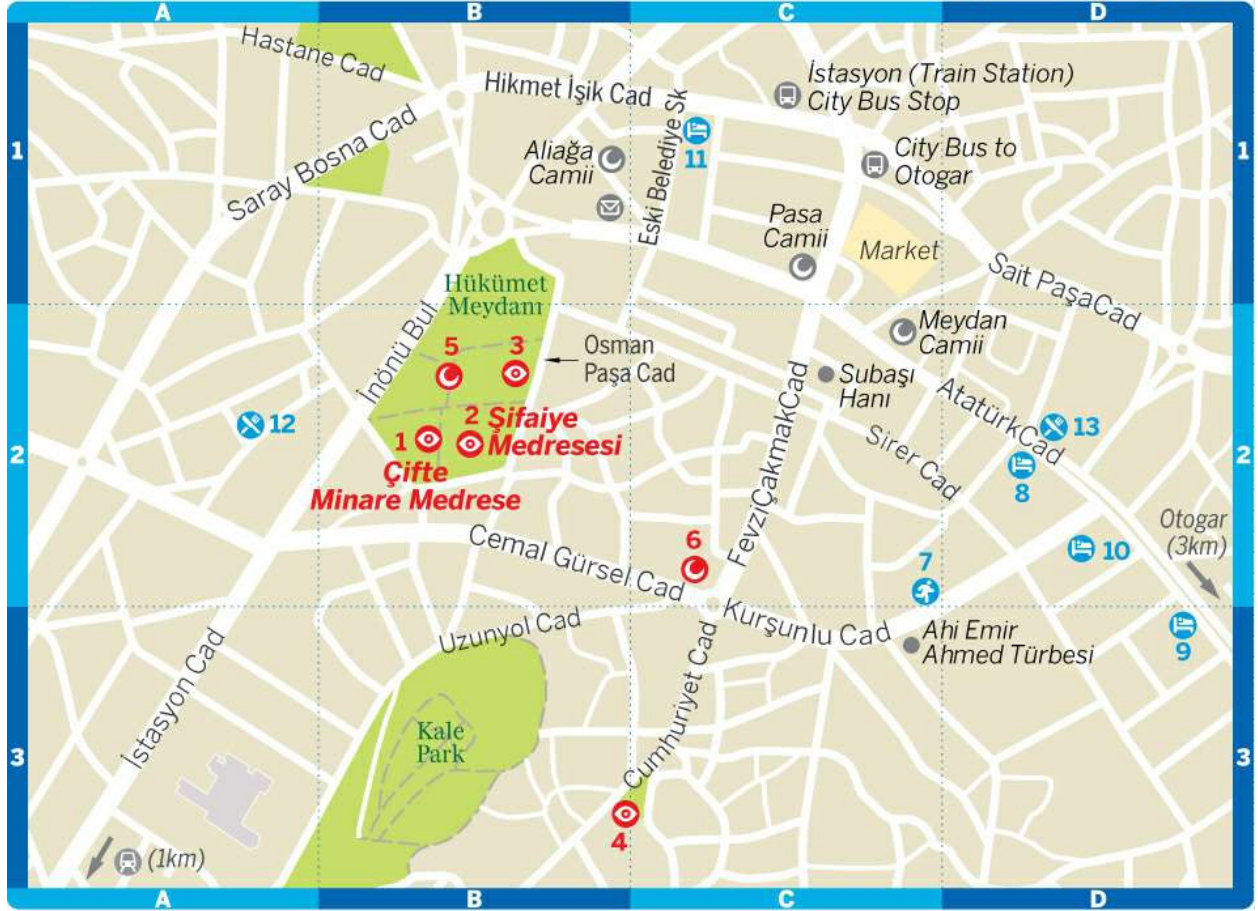 A
B
C
D
Hastane Cad
Hikmet İşik Cad
İstasyon (Train Station)
City Bus Stop
1
1
Saray Bosna Cad
Aliağa
Camii
Eski Belediye Sk
11
City Bus to
Otogar
Pasa
Camii
Market
Sait PaşaCad
Hükümet
Meydanı
İnönü Bul
5
3
Osman
Paşa Cad
Meydan
Camii
Subaşı
Hanı
AtatürkCad
12
1
2
Şifaiye
Medresesi
Çifte
Minare Medrese
FevziÇakmakCad
Sirer Cad
13
8
2
2
Cemal Gürsel Cad
6
7
10
Otogar
(3km)
Uzunyol Cad
Kurşunlu Cad
Ahi Emir
Ahmed Türbesi
9
İstasyon Cad
Kale
Park
Cumhuriyet Cad
3
3
4
(1km)
A
B
C
D